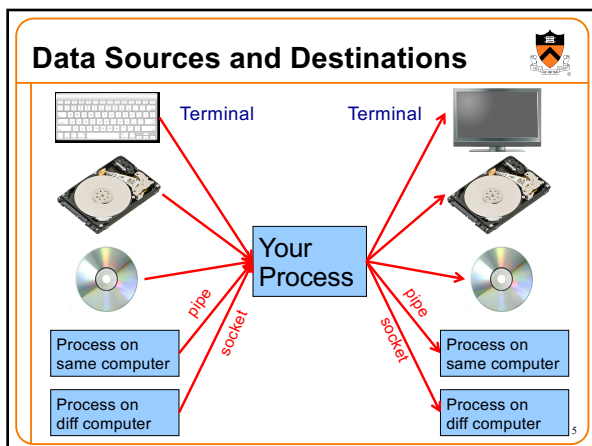 Data Sources and Destinations
Terminal
Terminal
Your
Process
pipe
socket
pipe
socket
Process on
same computer
Process on
same computer
Process on
diff computer
Process on
diff computer
5